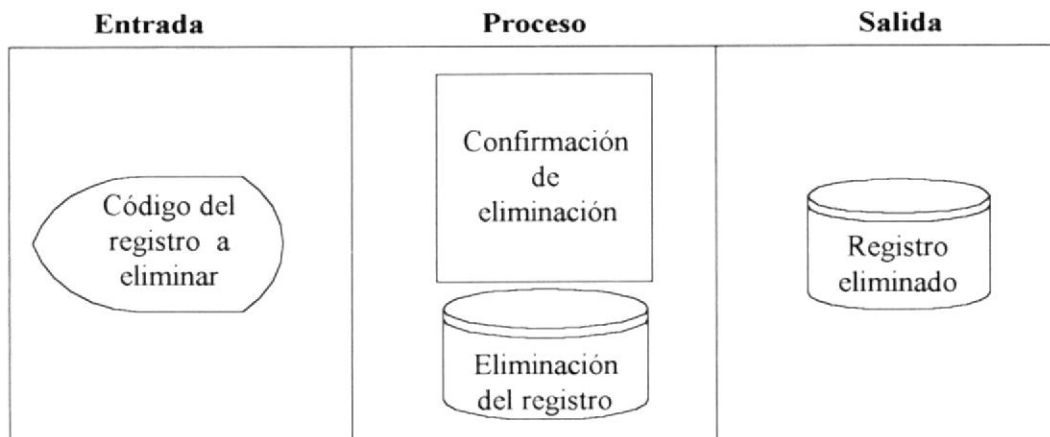 Entrada
Proceso
Salida
Código del
registro a
eliminar
Confirmación
de
eliminación
Eliminación
del registro
Registro
eliminado